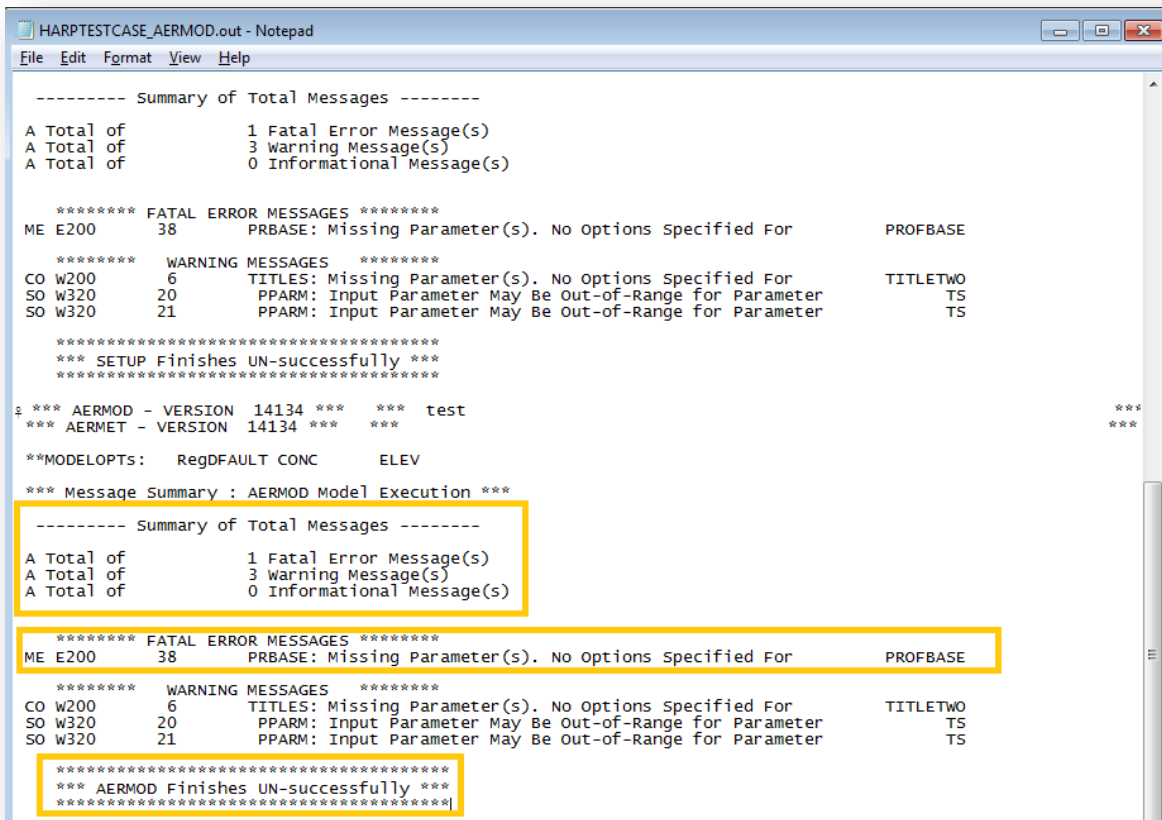 HARPTESTCASE_AERMOD.out - Notepad
File Edit Format View Help
--------- Summary of Total Messages --------
A Total of 1 Fatal Error Message(s)
A Total of 3 Warning Message(s)
A Total of 0 Informational Message(s)
******** FATAL ERROR MESSAGES ********
ME E200 38 PRBASE: Missing Parameter(s). No Options Specified For PROFBASE
******** WARNING MESSAGES ********
CO W200 6 TITLES: Missing Parameter(s). No Options Specified For TITLETWO
SO W320 20 PPARM: Input Parameter May Be Out-of-Range for Parameter TS
SO W320 21 PPARM: Input Parameter May Be Out-of-Range for Parameter TS
**************************************
*** SETUP Finishes UN-successfully ***
**************************************
♀ *** AERMOD - VERSION 14134 *** *** test ***
*** AERMET - VERSION 14134 *** *** ***
**MODELOPTs: RegDFAULT CONC ELEV
*** Message Summary : AERMOD Model Execution ***
--------- Summary of Total Messages --------
A Total of 1 Fatal Error Message(s)
A Total of 3 Warning Message(s)
A Total of 0 Informational Message(s)
******** FATAL ERROR MESSAGES ********
ME E200 38 PRBASE: Missing Parameter(s). No Options Specified For PROFBASE
******** WARNING MESSAGES ********
CO W200 6 TITLES: Missing Parameter(s). No Options Specified For TITLETWO
SO W320 20 PPARM: Input Parameter May Be Out-of-Range for Parameter TS
SO W320 21 PPARM: Input Parameter May Be Out-of-Range for Parameter TS
***************************************
*** AERMOD Finishes UN-successfully ***
***************************************